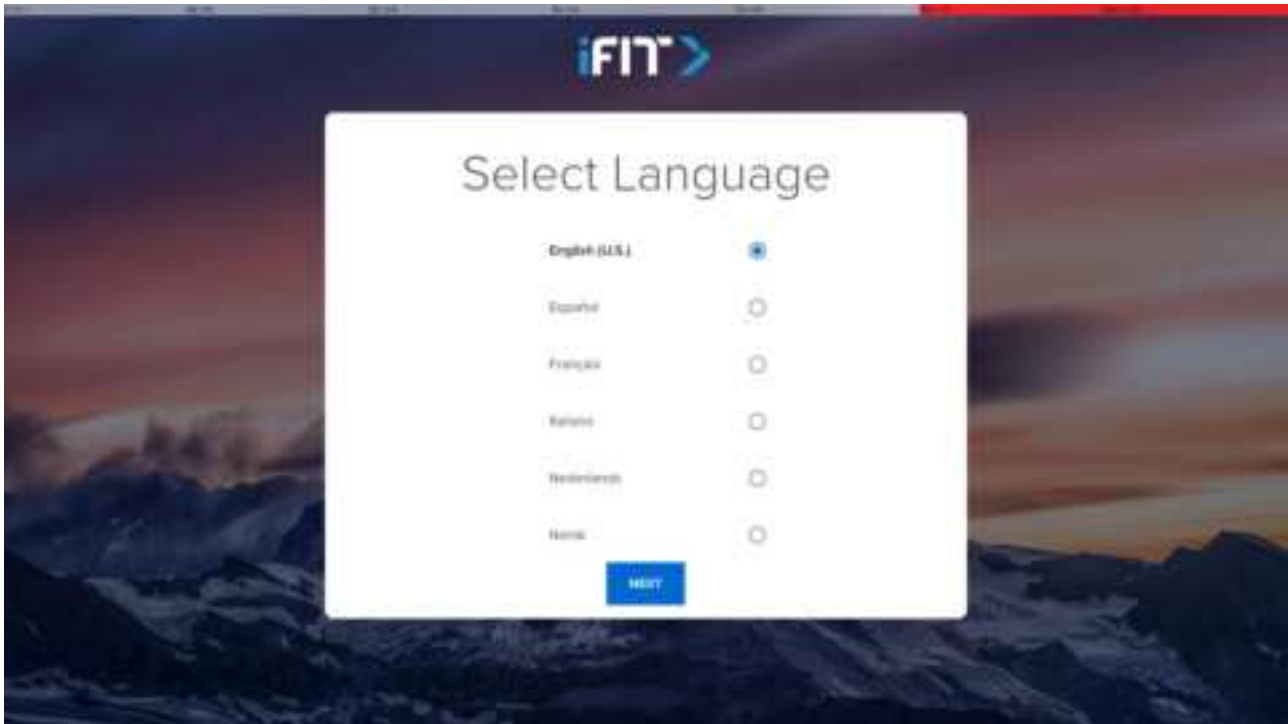 iFIT
Select Language
English (U.S.)
Español
Français
Italiano
Nederlands
Norsk
NEXT